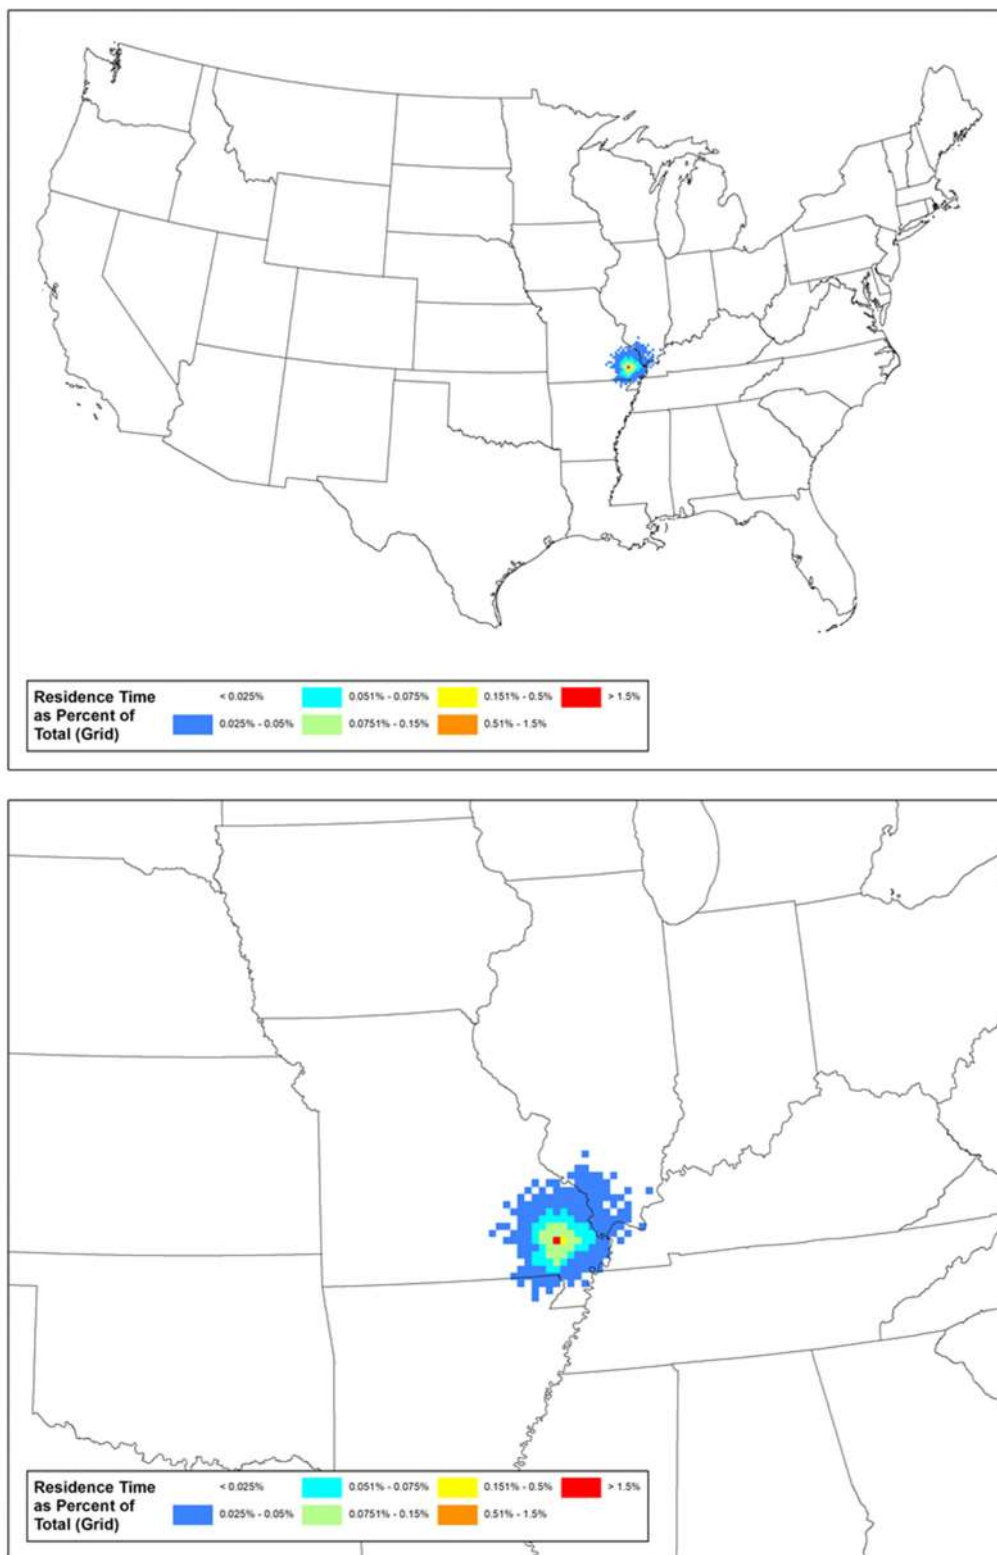 Residence Time
as Percent of
Total (Grid)
< 0.025%
0.051% - 0.075%
0.151% - 0.5%
> 1.5%
0.025% - 0.05%
0.0751% - 0.15%
0.51% - 1.5%
Residence Time
as Percent of
Total (Grid)
< 0.025%
0.051% - 0.075%
0.151% - 0.5%
> 1.5%
0.025% - 0.05%
0.0751% - 0.15%
0.51% - 1.5%